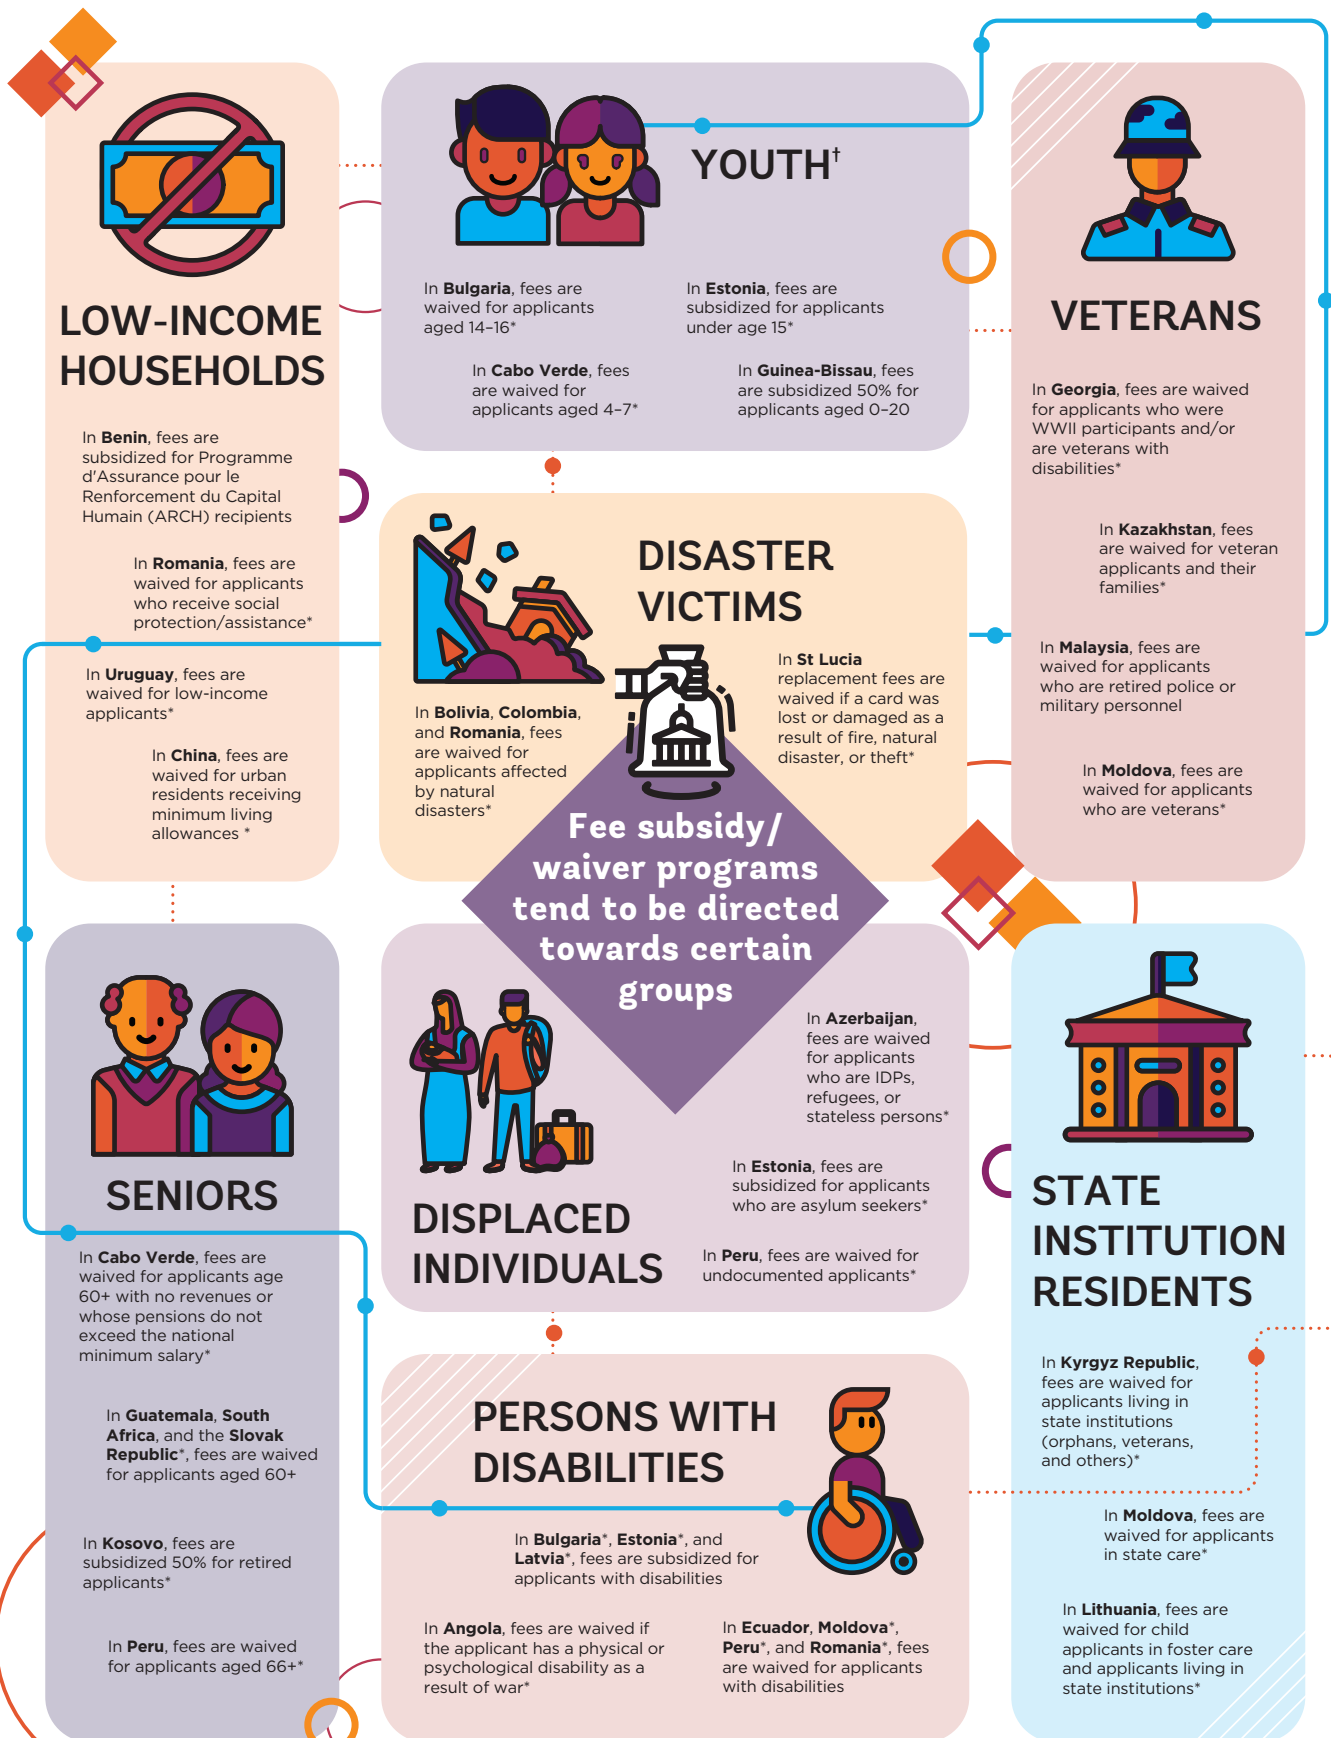 LOW-INCOME
HOUSEHOLDS
In Benin, fees are
subsidized for Programme
d'Assurance pour le
Renforcement du Capital
Humain (ARCH) recipients
In Romania, fees are
waived for applicants
who receive social
protection/assistance*
In Uruguay, fees are
waived for low-income
applicants*
In China, fees are
waived for urban
residents receiving
minimum living
allowances *
YOUTH†
In Bulgaria, fees are
waived for applicants
aged 14–16*
In Estonia, fees are
subsidized for applicants
under age 15*
In Cabo Verde, fees
are waived for
applicants aged 4–7*
In Guinea-Bissau, fees
are subsidized 50% for
applicants aged 0–20
VETERANS
In Georgia, fees are waived
for applicants who were
WWII participants and/or
are veterans with
disabilities*
In Kazakhstan, fees
are waived for veteran
applicants and their
families*
In Malaysia, fees are
waived for applicants
who are retired police or
military personnel
In Moldova, fees are
waived for applicants
who are veterans*
DISASTER
VICTIMS
In Bolivia, Colombia,
and Romania, fees
are waived for
applicants affected
by natural
disasters*
In St Lucia
replacement fees are
waived if a card was
lost or damaged as a
result of fire, natural
disaster, or theft*
Fee subsidy/
waiver programs
tend to be directed
towards certain
groups
SENIORS
In Cabo Verde, fees are
waived for applicants age
60+ with no revenues or
whose pensions do not
exceed the national
minimum salary*
In Guatemala, South
Africa, and the Slovak
Republic*, fees are waived
for applicants aged 60+
In Kosovo, fees are
subsidized 50% for retired
applicants*
In Peru, fees are waived
for applicants aged 66+*
DISPLACED
INDIVIDUALS
In Azerbaijan,
fees are waived
for applicants
who are IDPs,
refugees, or
stateless persons*
In Estonia, fees are
subsidized for applicants
who are asylum seekers*
In Peru, fees are waived for
undocumented applicants*
PERSONS WITH
DISABILITIES
In Bulgaria*, Estonia*, and
Latvia*, fees are subsidized for
applicants with disabilities
In Angola, fees are waived if
the applicant has a physical or
psychological disability as a
result of war*
In Ecuador, Moldova*,
Peru*, and Romania*, fees
are waived for applicants
with disabilities
STATE
INSTITUTION
RESIDENTS
In Kyrgyz Republic,
fees are waived for
applicants living in
state institutions
(orphans, veterans,
and others)*
In Moldova, fees are
waived for applicants
in state care*
In Lithuania, fees are
waived for child
applicants in foster care
and applicants living in
state institutions*